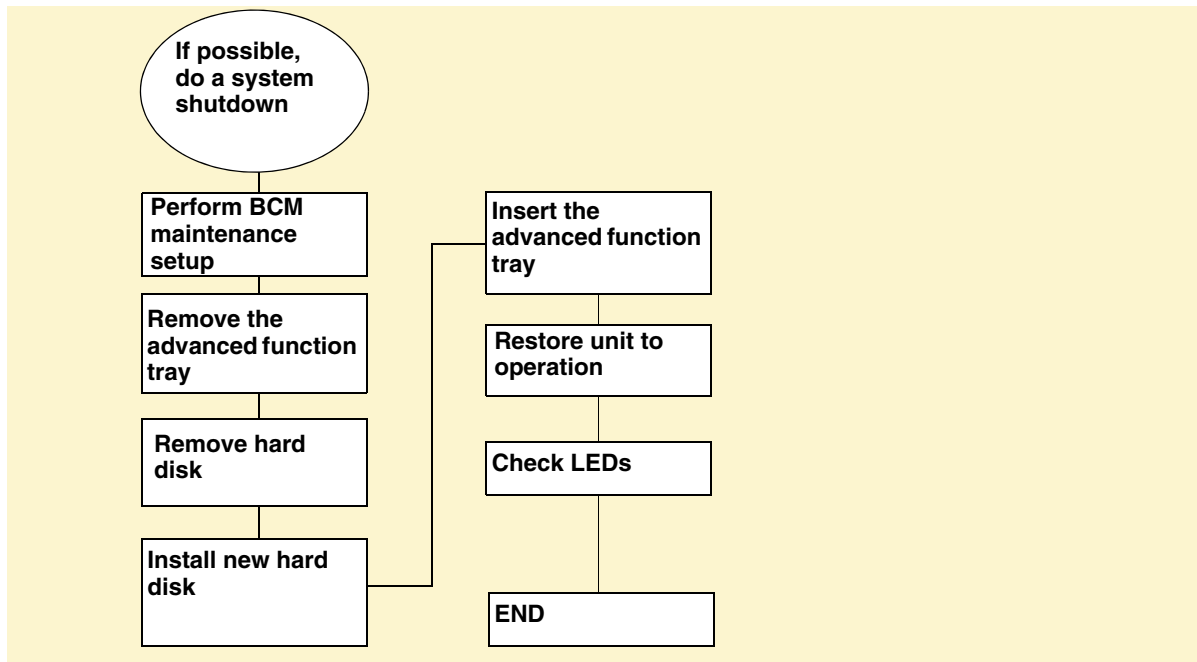 If possible,
do a system
shutdown
Perform BCM
maintenance
setup
Remove the
advanced function
tray
Remove hard
disk
Install new hard
disk
Insert the
advanced function
tray
Restore unit to
operation
Check LEDs
END